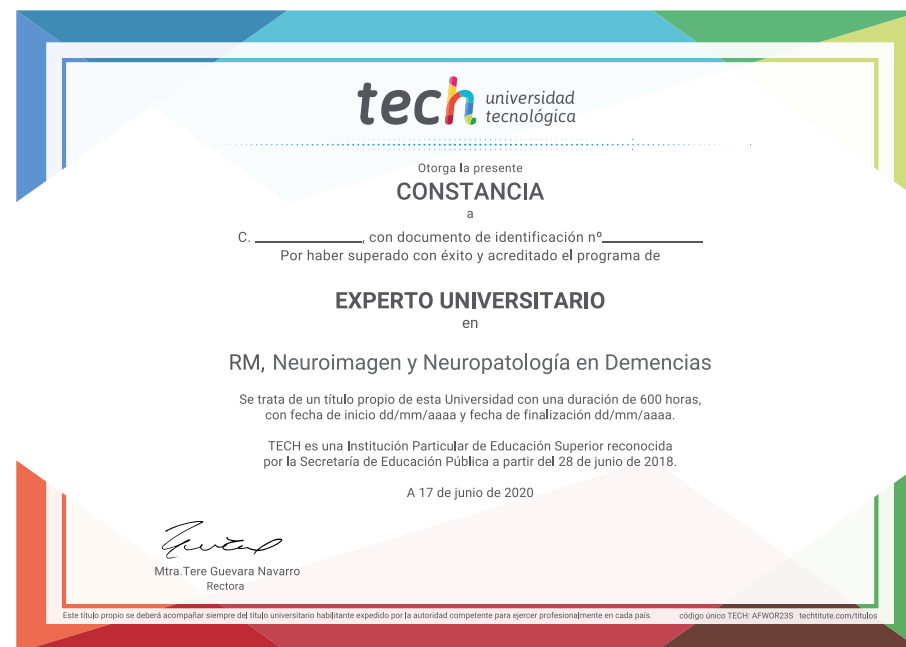 tech universidad
tecnológica
Otorga la presente
CONSTANCIA
a
C. ____________, con documento de identificación nº____________
Por haber superado con éxito y acreditado el programa de
EXPERTO UNIVERSITARIO
en
RM, Neuroimagen y Neuropatología en Demencias
Se trata de un título propio de esta Universidad con una duración de 600 horas,
con fecha de inicio dd/mm/aaaa y fecha de finalización dd/mm/aaaa.
TECH es una Institución Particular de Educación Superior reconocida
por la Secretaría de Educación Pública a partir del 28 de junio de 2018.
A 17 de junio de 2020
Mtra.Tere Guevara Navarro
Rectora
Este título propio se deberá acompañar siempre del título universitario habilitante expedido por la autoridad competente para ejercer profesionalmente en cada país. código único TECH: AFWOR23S techtitute.com/titulos